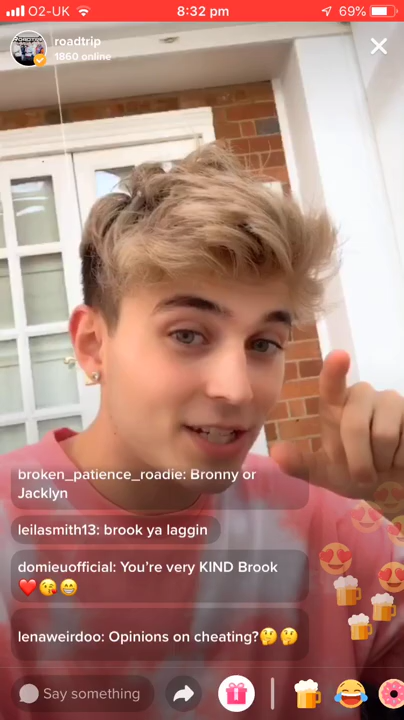 O2-UK
8:32 pm
69%
roadtrip
1860 online
broken_patience_roadie: Bronny or
Jacklyn
leilasmith13: brook ya laggin
domieuofficial: You're very KIND Brook
❤️😘😁
lenaweirdoo: Opinions on cheating?🤔🤔
Say something